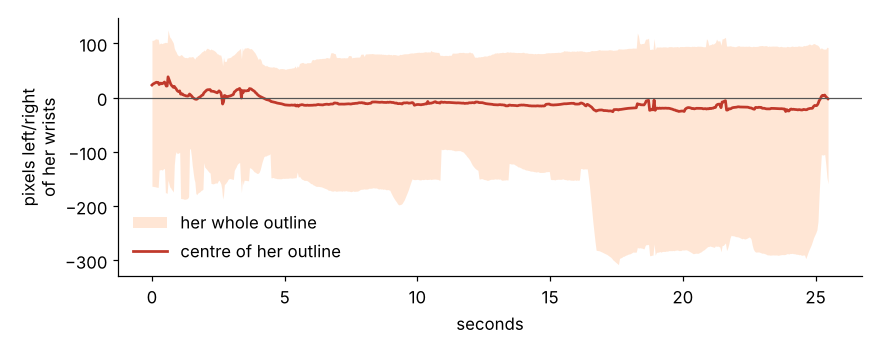 pixels left/right
of her wrists
100
0
−100
−200
−300
her whole outline
centre of her outline
0 5 10 15 20 25
seconds